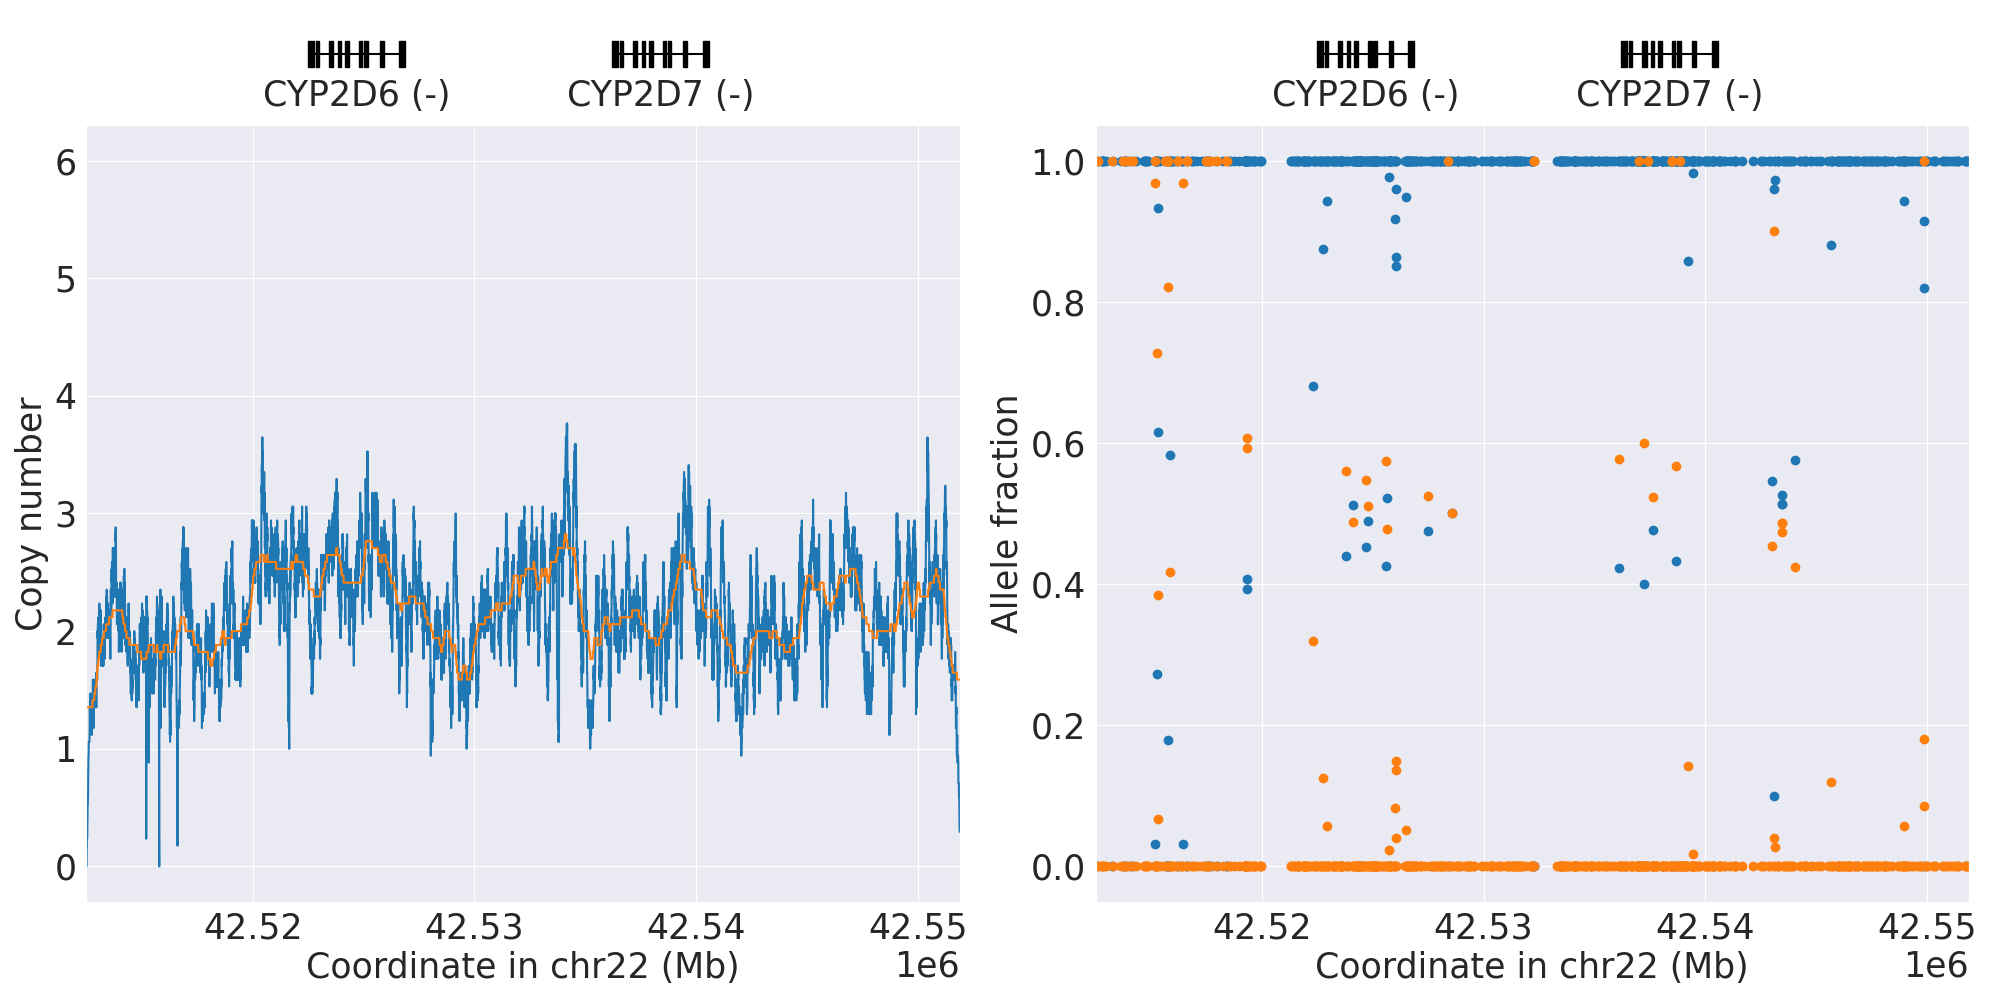 CYP2D6 (-)
CYP2D7 (-)
6
5
4
3
2
1
0
Copy number
42.52
42.53
42.54
42.55
Coordinate in chr22 (Mb)
1e6
CYP2D6 (-)
CYP2D7 (-)
1.0
0.8
0.6
0.4
0.2
0.0
Allele fraction
42.52
42.53
42.54
42.55
Coordinate in chr22 (Mb)
1e6